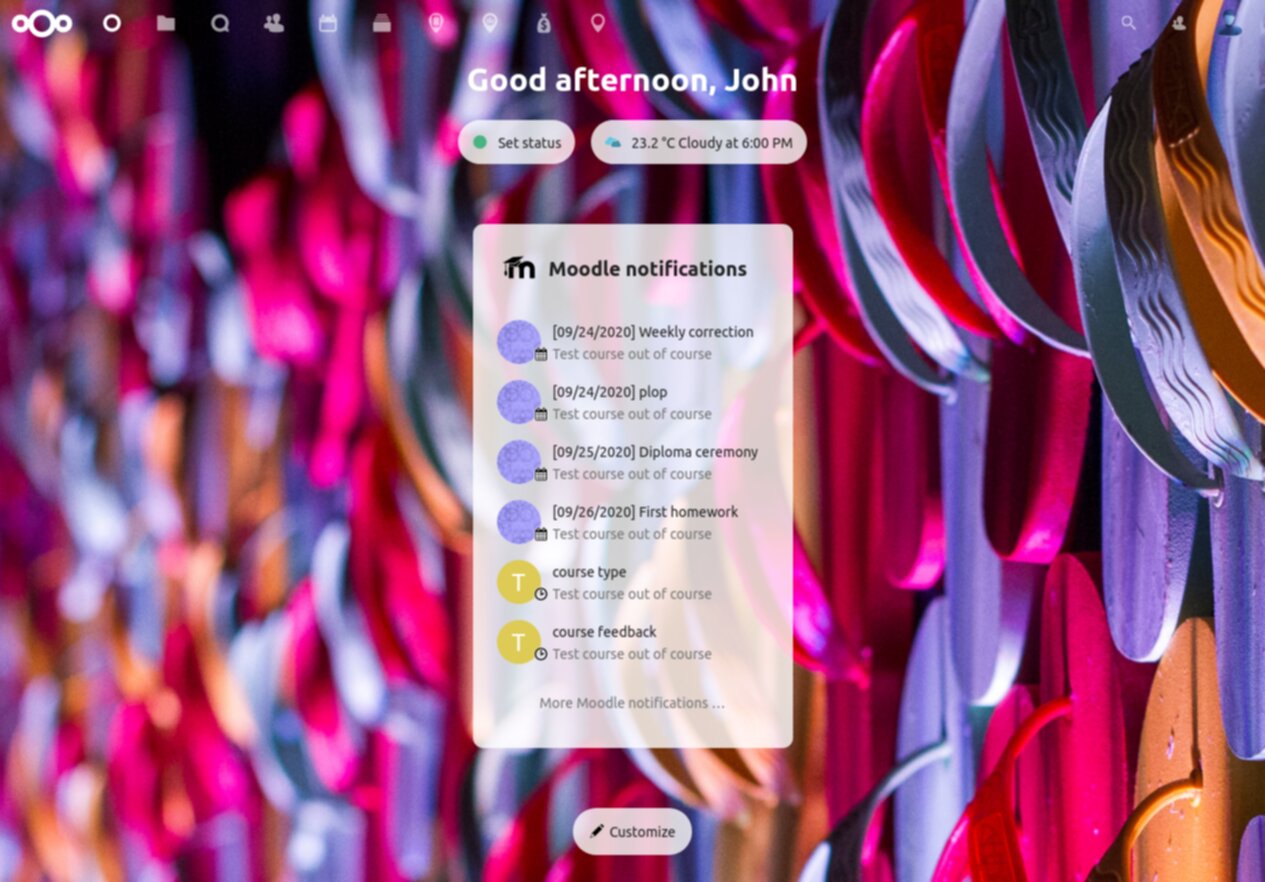 Good afternoon, John
Set status
23.2 °C Cloudy at 6:00 PM
m Moodle notifications
[09/24/2020] Weekly correction
Test course out of course
[09/24/2020] plop
Test course out of course
[09/25/2020] Diploma ceremony
Test course out of course
[09/26/2020] First homework
Test course out of course
T
course type
Test course out of course
T
course feedback
Test course out of course
More Moodle notifications …
Customize